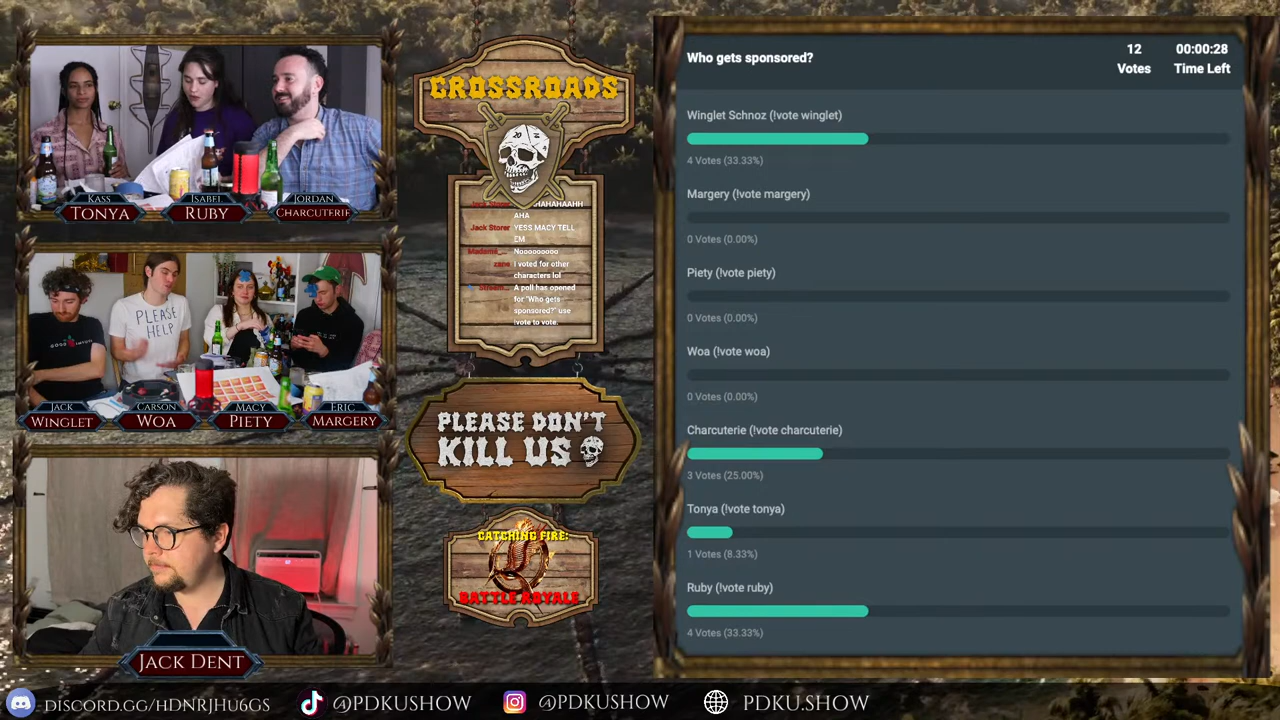 KASS
TONYA
ISABEL
RUBY
JORDAN
CHARCUTERIE
PLEASE
HELP
JACK
WINGLET
CARSON
WOA
MACY
PIETY
ERIC
MARGERY
JACK DENT
CROSSROADS
20
HAHAHAAHH
AHA
Jack Storer YESS MACY TELL
EM
Madame_... Nooooooooo
zane I voted for other
characters lol
Stream... A poll has opened
for "Who gets
sponsored?" use
!vote to vote.
PLEASE DON'T
KILL US
CATCHING FIRE:
BATTLE ROYALE
Who gets sponsored?
12
Votes
00:00:28
Time Left
Winglet Schnoz (!vote winglet)
4 Votes (33.33%)
Margery (!vote margery)
0 Votes (0.00%)
Piety (!vote piety)
0 Votes (0.00%)
Woa (!vote woa)
0 Votes (0.00%)
Charcuterie (!vote charcuterie)
3 Votes (25.00%)
Tonya (!vote tonya)
1 Votes (8.33%)
Ruby (!vote ruby)
4 Votes (33.33%)
DISCORD.GG/HDNRJHU6GS
@PDKUSHOW
@PDKUSHOW
PDKU.SHOW